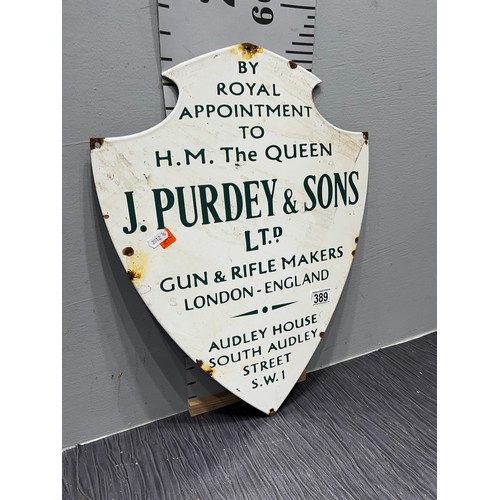 BY
ROYAL
APPOINTMENT
TO
H.M. The QUEEN
J. PURDEY & SONS
LT.D
GUN & RIFLE MAKERS
LONDON - ENGLAND
389
AUDLEY HOUSE
SOUTH AUDLEY
STREET
S.W.1